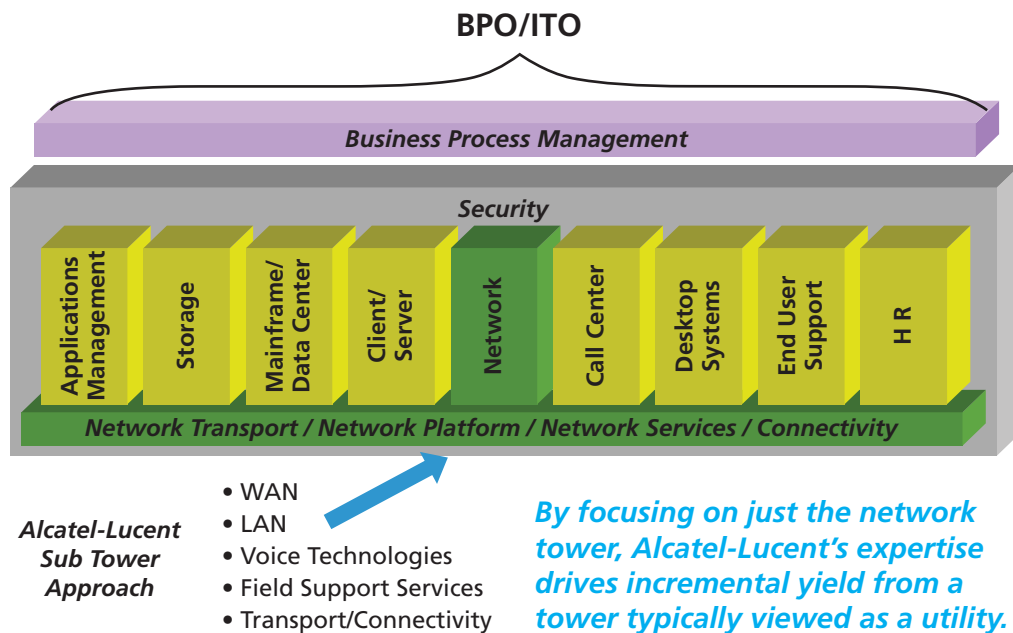 BPO/ITO
Business Process Management
Security
Applications
Management
Storage
Mainframe/
Data Center
Client/
Server
Network
Call Center
Desktop
Systems
End User
Support
H R
Network Transport / Network Platform / Network Services / Connectivity
Alcatel-Lucent
Sub Tower
Approach
• WAN
• LAN
• Voice Technologies
• Field Support Services
• Transport/Connectivity
By focusing on just the network
tower, Alcatel-Lucent's expertise
drives incremental yield from a
tower typically viewed as a utility.